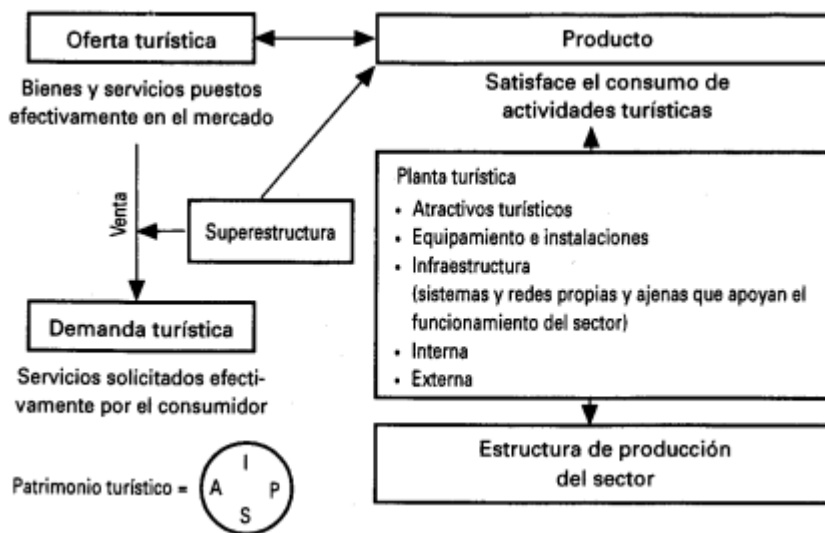 Oferta turística
Bienes y servicios puestos
efectivamente en el mercado
Venta
Superestructura
Demanda turística
Servicios solicitados efecti-
vamente por el consumidor
Patrimonio turístico =
I
A P
S
Producto
Satisface el consumo de
actividades turísticas
Planta turística
• Atractivos turísticos
• Equipamiento e instalaciones
• Infraestructura
(sistemas y redes propias y ajenas que apoyan el
funcionamiento del sector)
• Interna
• Externa
Estructura de producción
del sector